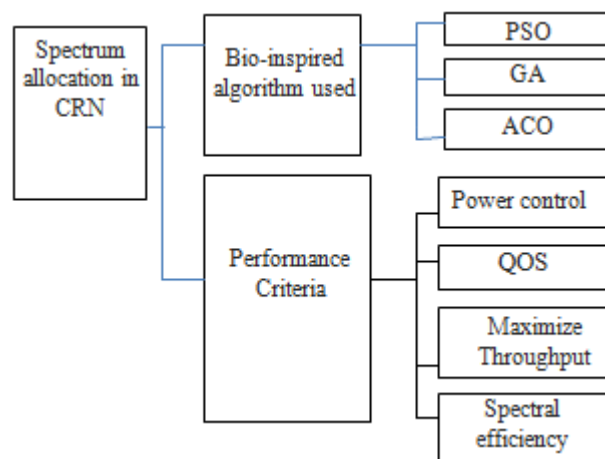 Spectrum
allocation in
CRN
Bio-inspired
algorithm used
PSO
GA
ACO
Performance
Criteria
Power control
QOS
Maximize
Throughput
Spectral
efficiency